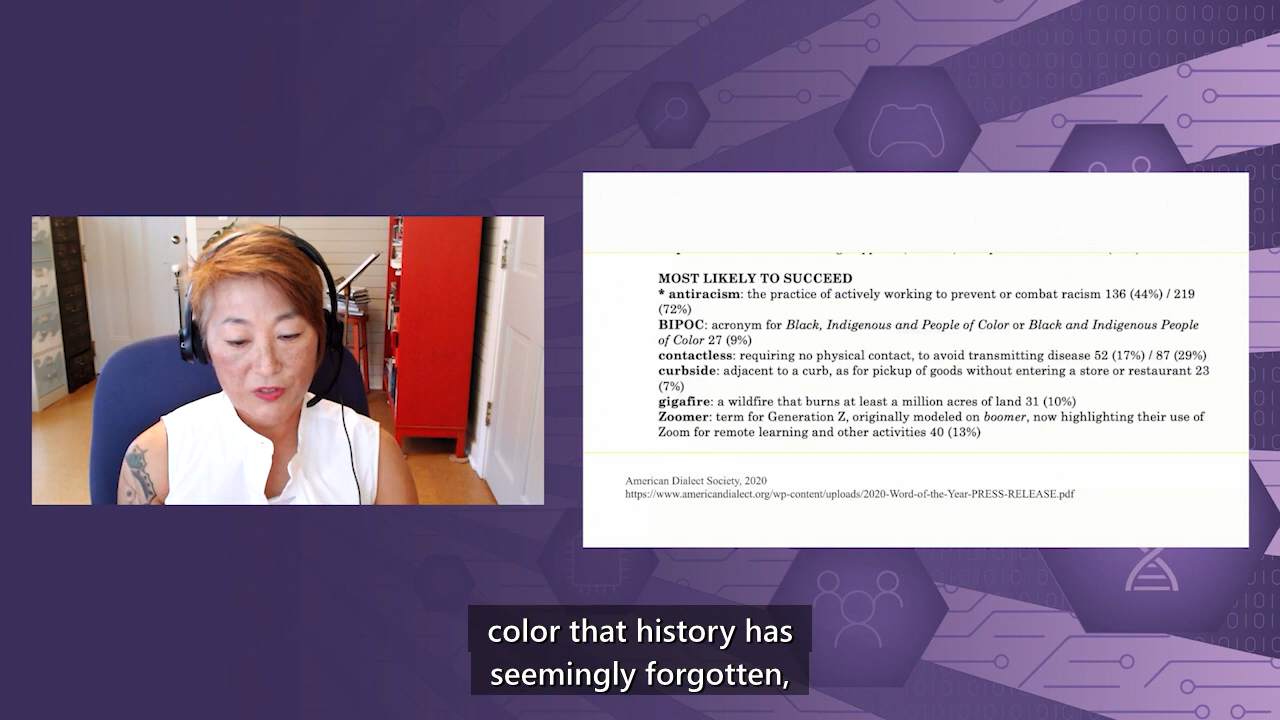 MOST LIKELY TO SUCCEED
* antiracism: the practice of actively working to prevent or combat racism 136 (44%) / 219
(72%)
BIPOC: acronym for Black, Indigenous and People of Color or Black and Indigenous People
of Color 27 (9%)
contactless: requiring no physical contact, to avoid transmitting disease 52 (17%) / 87 (29%)
curbside: adjacent to a curb, as for pickup of goods without entering a store or restaurant 23
(7%)
gigafire: a wildfire that burns at least a million acres of land 31 (10%)
Zoomer: term for Generation Z, originally modeled on boomer, now highlighting their use of
Zoom for remote learning and other activities 40 (13%)
American Dialect Society, 2020
https://www.americandialect.org/wp-content/uploads/2020-Word-of-the-Year-PRESS-RELEASE.pdf
color that history has
seemingly forgotten,